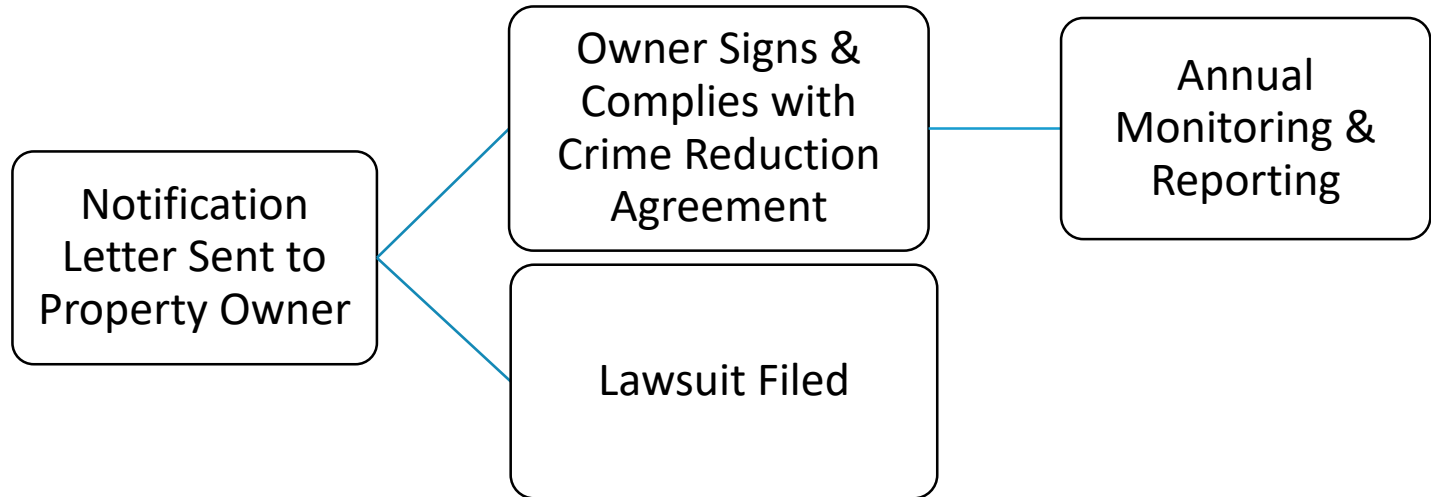 Notification
Letter Sent to
Property Owner
Owner Signs &
Complies with
Crime Reduction
Agreement
Annual
Monitoring &
Reporting
Lawsuit Filed